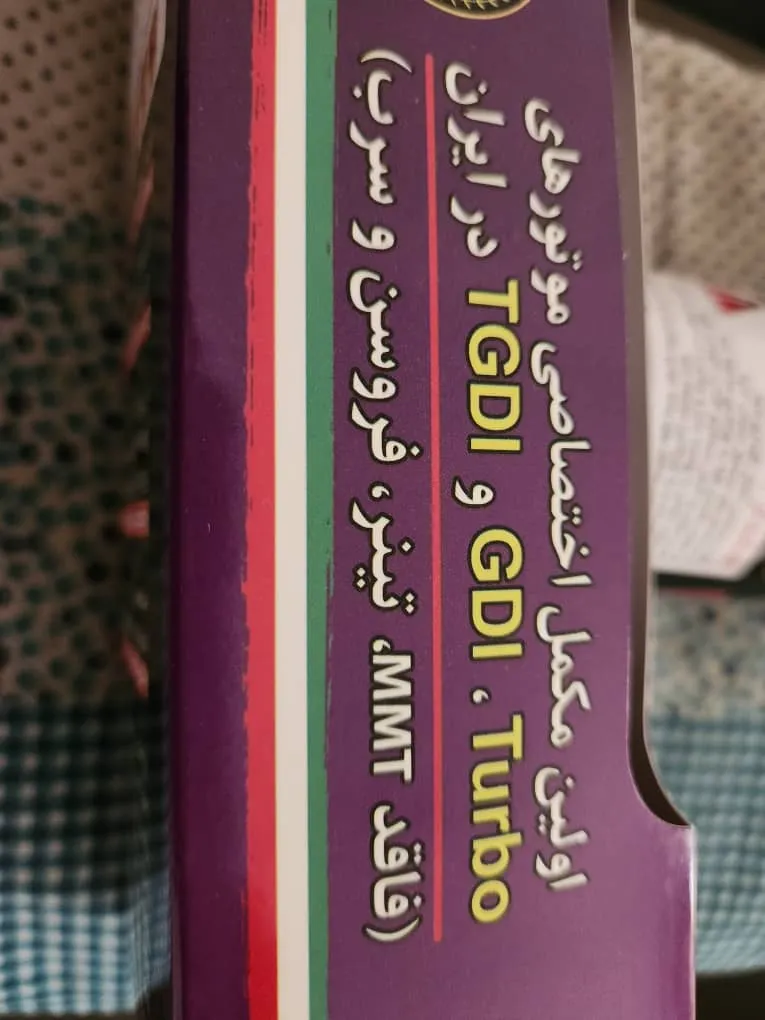 اولین مکمل اختصاصی موتورهای
Turbo ، GDI و TGDI در ایران
(فاقد MMT، تینر، فروسن و سرب)